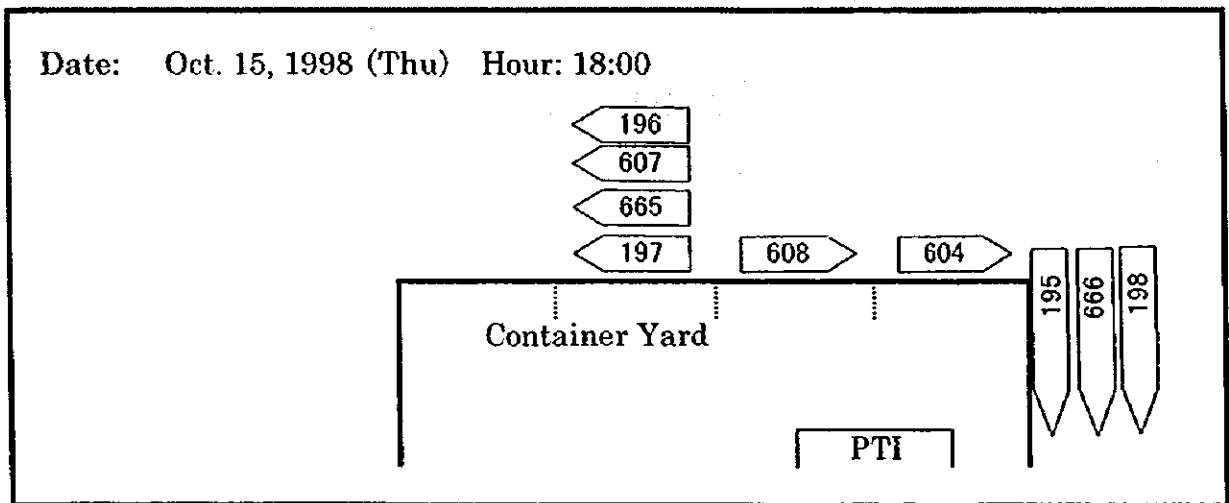 Date: Oct. 15, 1998 (Thu) Hour: 18:00
196
607
665
197 608 604
195 666 198
Container Yard
PTI